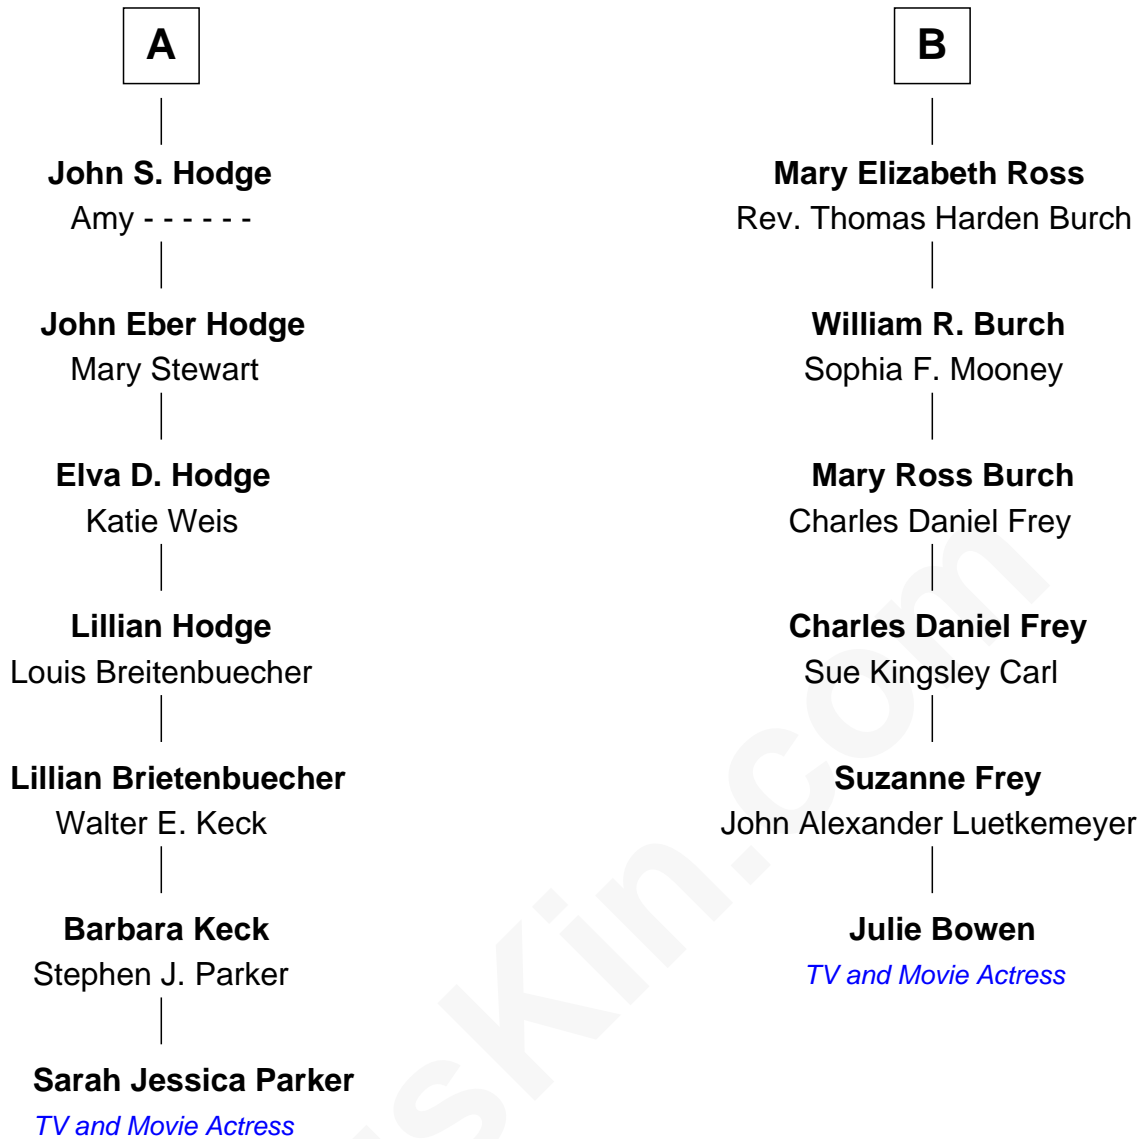 A
John S. Hodge
Amy - - - - - -
John Eber Hodge
Mary Stewart
Elva D. Hodge
Katie Weis
Lillian Hodge
Louis Breitenbuecher
Lillian Brietenbuecher
Walter E. Keck
Barbara Keck
Stephen J. Parker
Sarah Jessica Parker
TV and Movie Actress
B
Mary Elizabeth Ross
Rev. Thomas Harden Burch
William R. Burch
Sophia F. Mooney
Mary Ross Burch
Charles Daniel Frey
Charles Daniel Frey
Sue Kingsley Carl
Suzanne Frey
John Alexander Luetkemeyer
Julie Bowen
TV and Movie Actress
usKin.com